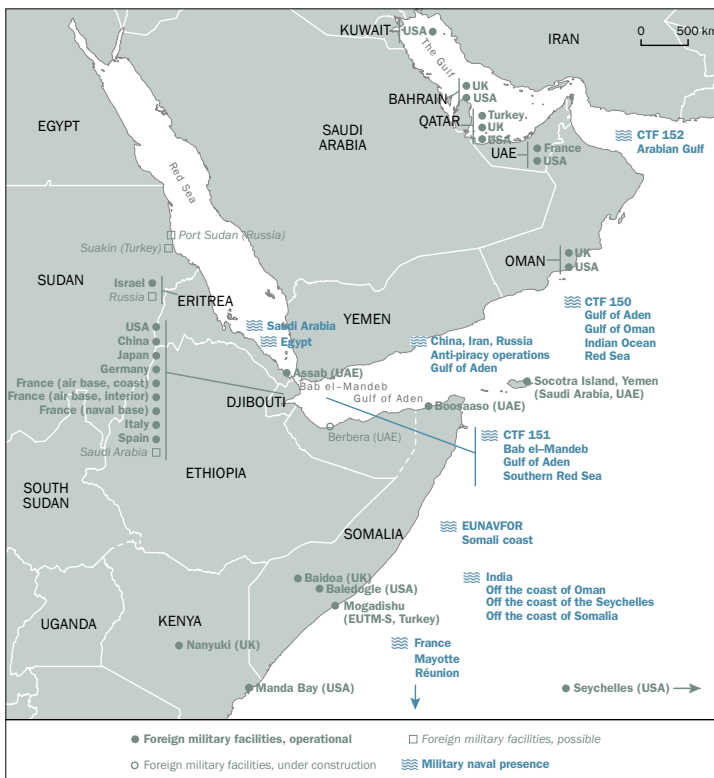 KUWAIT
USA
The Gulf
IRAN
0 500 km
UK
BAHRAIN
USA
EGYPT
SAUDI
ARABIA
QATAR
Turkey
UK
USA
UAE
France
USA
CTF 152
Arabian Gulf
Red Sea
Port Sudan (Russia)
Suakin (Turkey)
OMAN
UK
USA
SUDAN
Israel
Russia
ERITREA
YEMEN
Saudi Arabia
Egypt
China, Iran, Russia
Anti-piracy operations
Gulf of Aden
CTF 150
Gulf of Aden
Gulf of Oman
Indian Ocean
Red Sea
USA
China
Japan
Germany
France (air base, coast)
France (air base, interior)
France (naval base)
Italy
Spain
Saudi Arabia
DJIBOUTI
Assab (UAE)
Bab el–Mandeb
Gulf of Aden
Berbera (UAE)
Boosaaso (UAE)
Socotra Island, Yemen
(Saudi Arabia, UAE)
CTF 151
Bab el–Mandeb
Gulf of Aden
Southern Red Sea
ETHIOPIA
SOUTH
SUDAN
SOMALIA
EUNAVFOR
Somali coast
India
Off the coast of Oman
Off the coast of the Seychelles
Off the coast of Somalia
Baidoa (UK)
Baledogle (USA)
Mogadishu
(EUTM-S, Turkey)
UGANDA
KENYA
Nanyuki (UK)
France
Mayotte
Réunion
Manda Bay (USA)
Seychelles (USA)
Foreign military facilities, operational
Foreign military facilities, possible
Foreign military facilities, under construction
Military naval presence